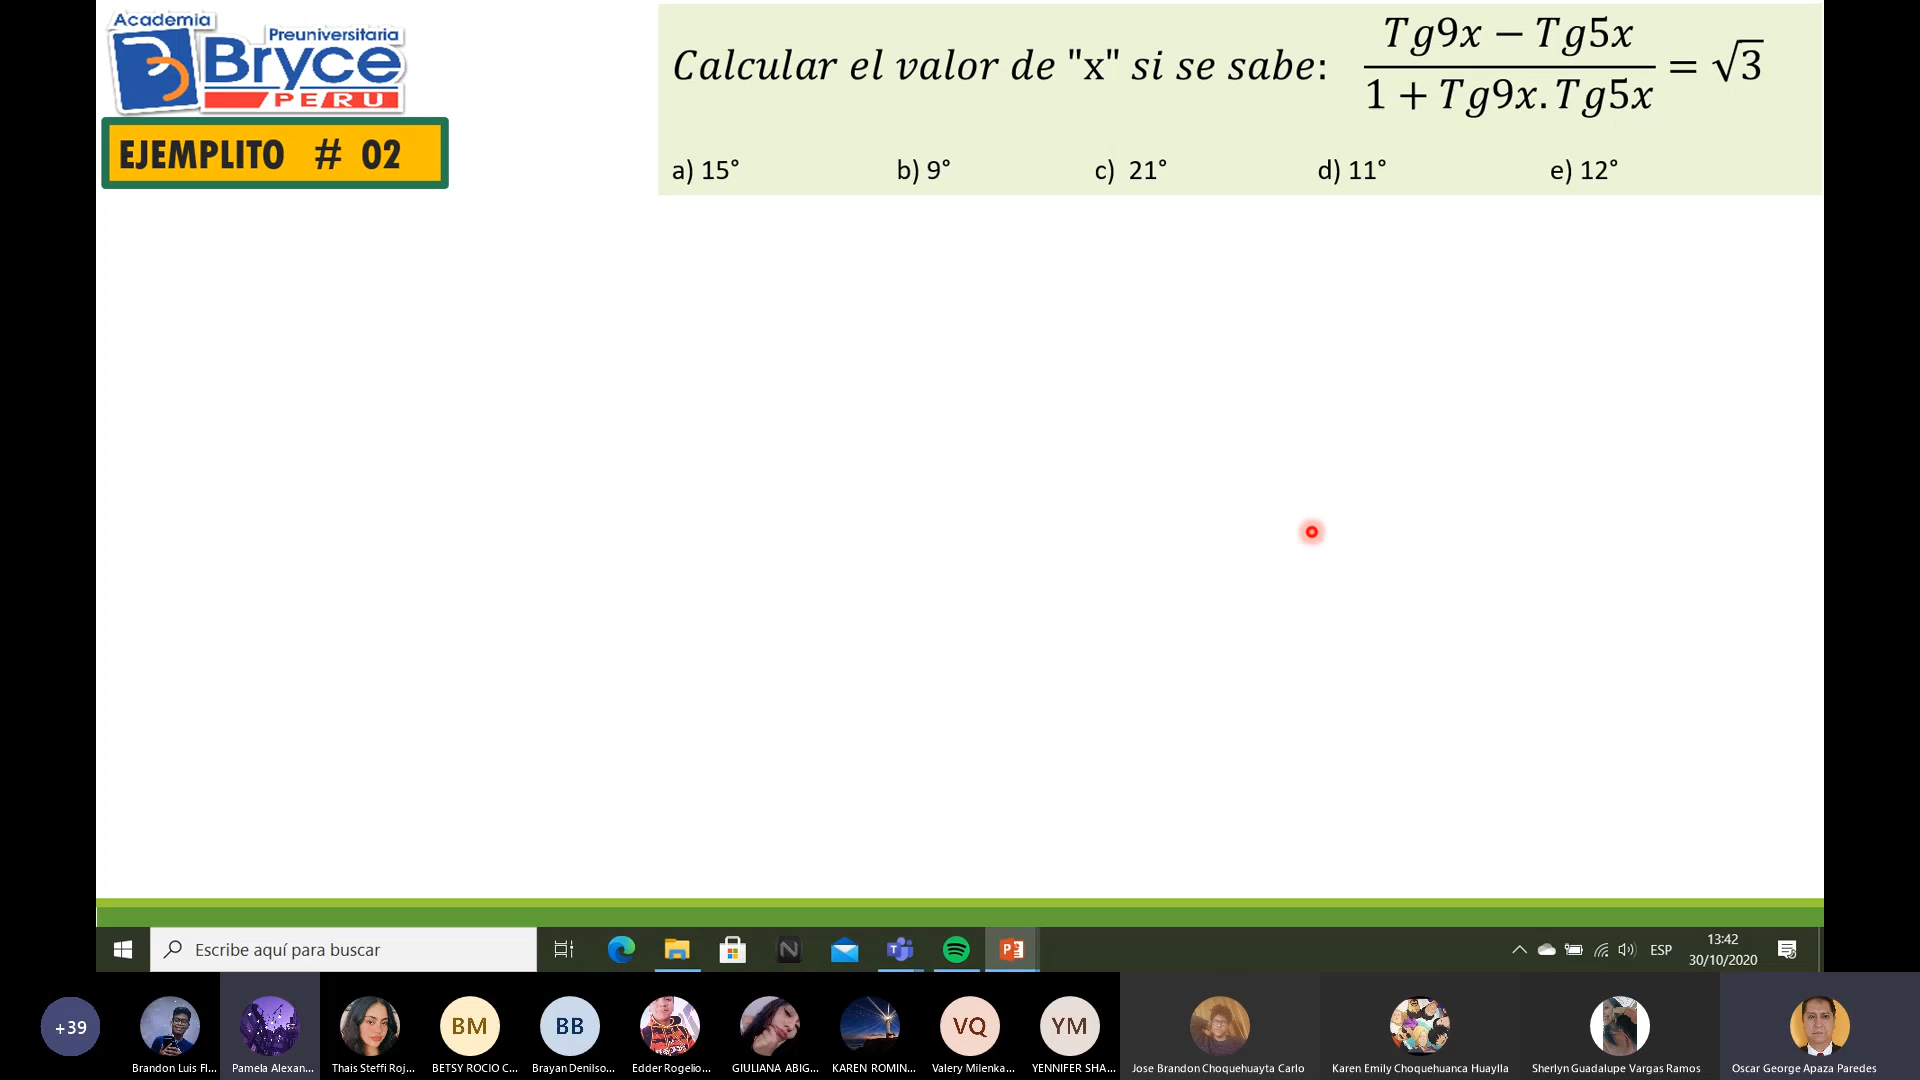 Academia
Preuniversitaria
Bryce
PERU
EJEMPLITO # 02
Calcular el valor de "x" si se sabe: \frac{Tg9x − Tg5x}{1 + Tg9x.Tg5x} = √3
a) 15° b) 9° c) 21° d) 11° e) 12°
Escribe aquí para buscar
ESP
13:42
30/10/2020
+39
BM
BB
VQ
YM
Brandon Luis Fl...
Pamela Alexan...
Thais Steffi Roj...
BETSY ROCIO C...
Brayan Denilso...
Edder Rogelio...
GIULIANA ABIG...
KAREN ROMIN...
Valery Milenka...
YENNIFER SHA...
Jose Brandon Choquehuayta Carlo
Karen Emily Choquehuanca Huaylla
Sherlyn Guadalupe Vargas Ramos
Oscar George Apaza Paredes